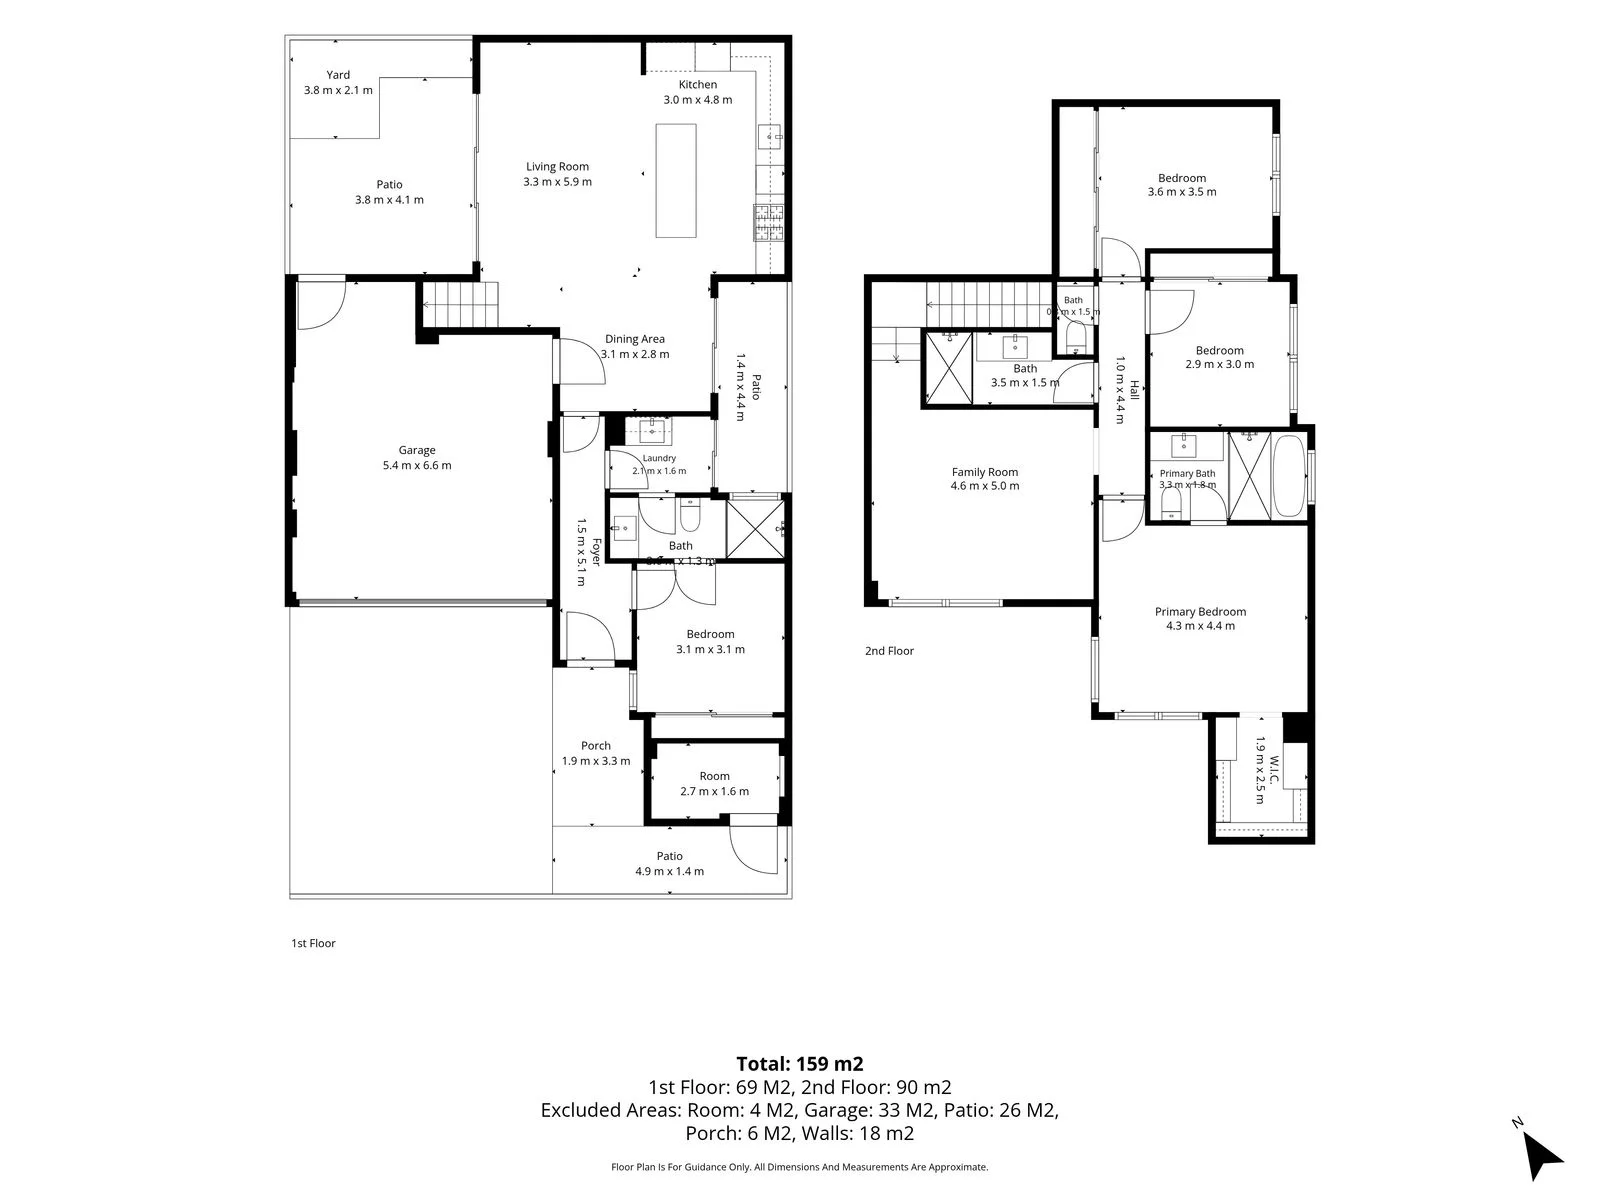 Yard
3.8 m x 2.1 m
Patio
3.8 m x 4.1 m
Living Room
3.3 m x 5.9 m
Kitchen
3.0 m x 4.8 m
Dining Area
3.1 m x 2.8 m
Patio
1.4 m x 4.4 m
Garage
5.4 m x 6.6 m
Laundry
2.1 m x 1.6 m
Foyer
1.5 m x 5.1 m
Bath
x 1.3 m
Bedroom
3.1 m x 3.1 m
Porch
1.9 m x 3.3 m
Room
2.7 m x 1.6 m
Patio
4.9 m x 1.4 m
1st Floor
Bedroom
3.6 m x 3.5 m
Bath
m x 1.5 m
Bedroom
2.9 m x 3.0 m
Bath
3.5 m x 1.5 m
Hall
1.0 m x 4.4 m
Family Room
4.6 m x 5.0 m
Primary Bath
3.3 m x 1.8 m
Primary Bedroom
4.3 m x 4.4 m
2nd Floor
W.I.C.
1.9 m x 2.5 m
Total: 159 m2
1st Floor: 69 M2, 2nd Floor: 90 m2
Excluded Areas: Room: 4 M2, Garage: 33 M2, Patio: 26 M2,
Porch: 6 M2, Walls: 18 m2
Floor Plan Is For Guidance Only. All Dimensions And Measurements Are Approximate.
N